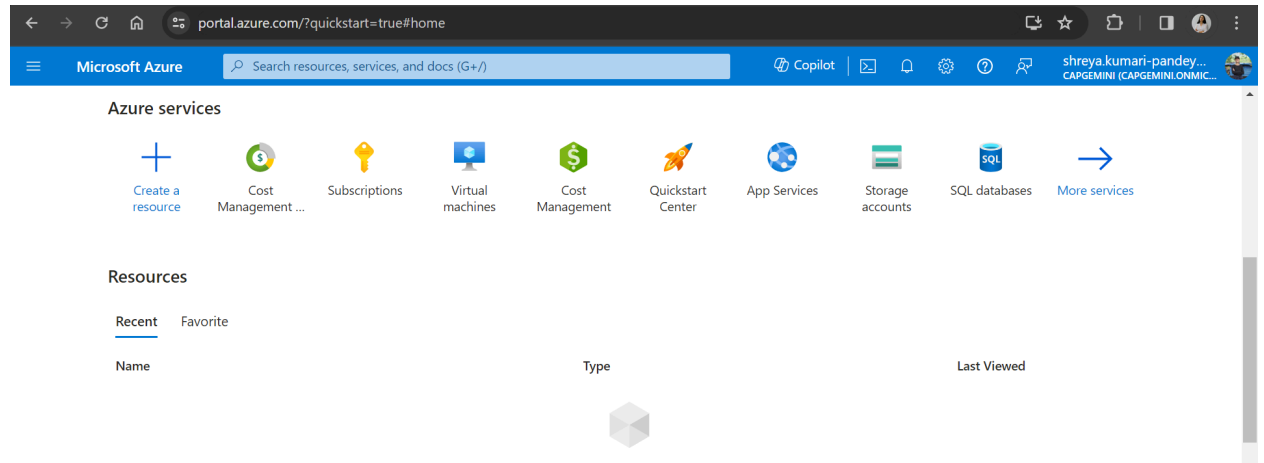 portal.azure.com/?quickstart=true#home
Microsoft Azure
Search resources, services, and docs (G+/)
Copilot
shreya.kumari-pandey...
CAPGEMINI (CAPGEMINI.ONMIC...
Azure services
Create a
resource
Cost
Management ...
Subscriptions
Virtual
machines
Cost
Management
Quickstart
Center
App Services
Storage
accounts
SQL
SQL databases
More services
Resources
Recent Favorite
Name Type Last Viewed